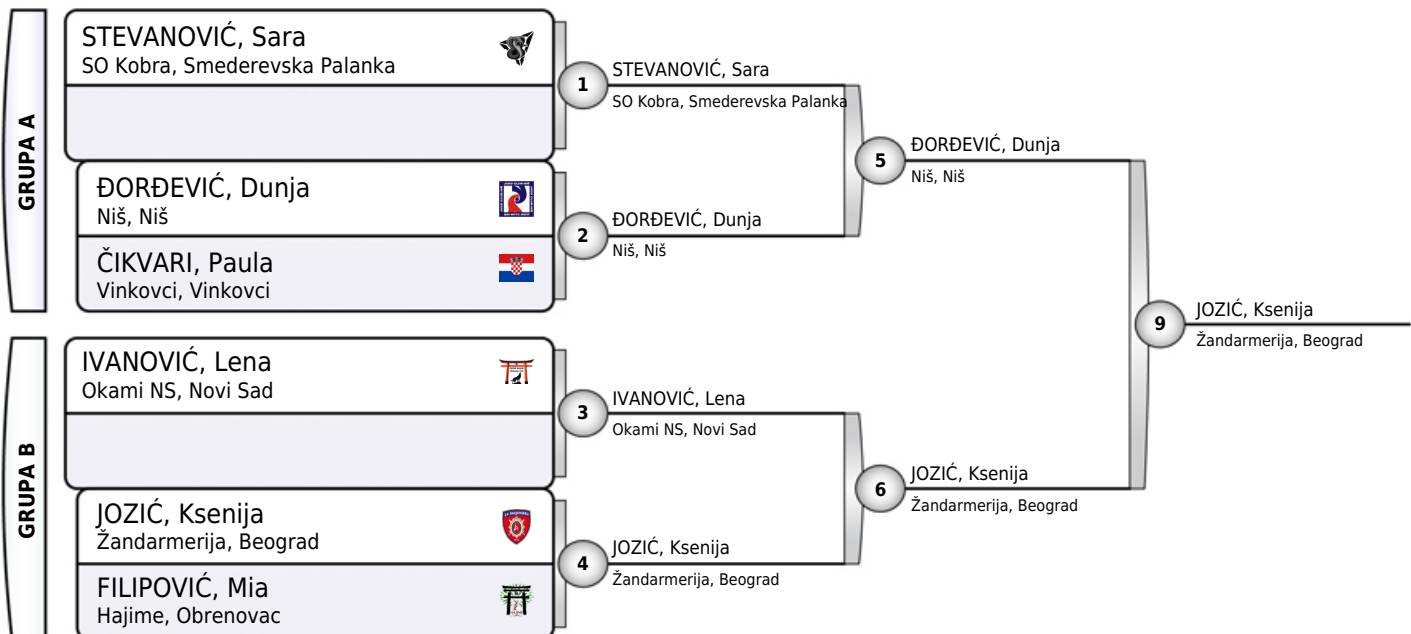 GRUPA A
STEVANOVIĆ, Sara
SO Kobra, Smederevska Palanka
ĐORĐEVIĆ, Dunja
Niš, Niš
ČIKVARI, Paula
Vinkovci, Vinkovci
GRUPA B
IVANOVIĆ, Lena
Okami NS, Novi Sad
JOZIĆ, Ksenija
Žandarmerija, Beograd
FILIPOVIĆ, Mia
Hajime, Obrenovac
1
STEVANOVIĆ, Sara
SO Kobra, Smederevska Palanka
2
ĐORĐEVIĆ, Dunja
Niš, Niš
3
IVANOVIĆ, Lena
Okami NS, Novi Sad
4
JOZIĆ, Ksenija
Žandarmerija, Beograd
5
ĐORĐEVIĆ, Dunja
Niš, Niš
6
JOZIĆ, Ksenija
Žandarmerija, Beograd
9
JOZIĆ, Ksenija
Žandarmerija, Beograd